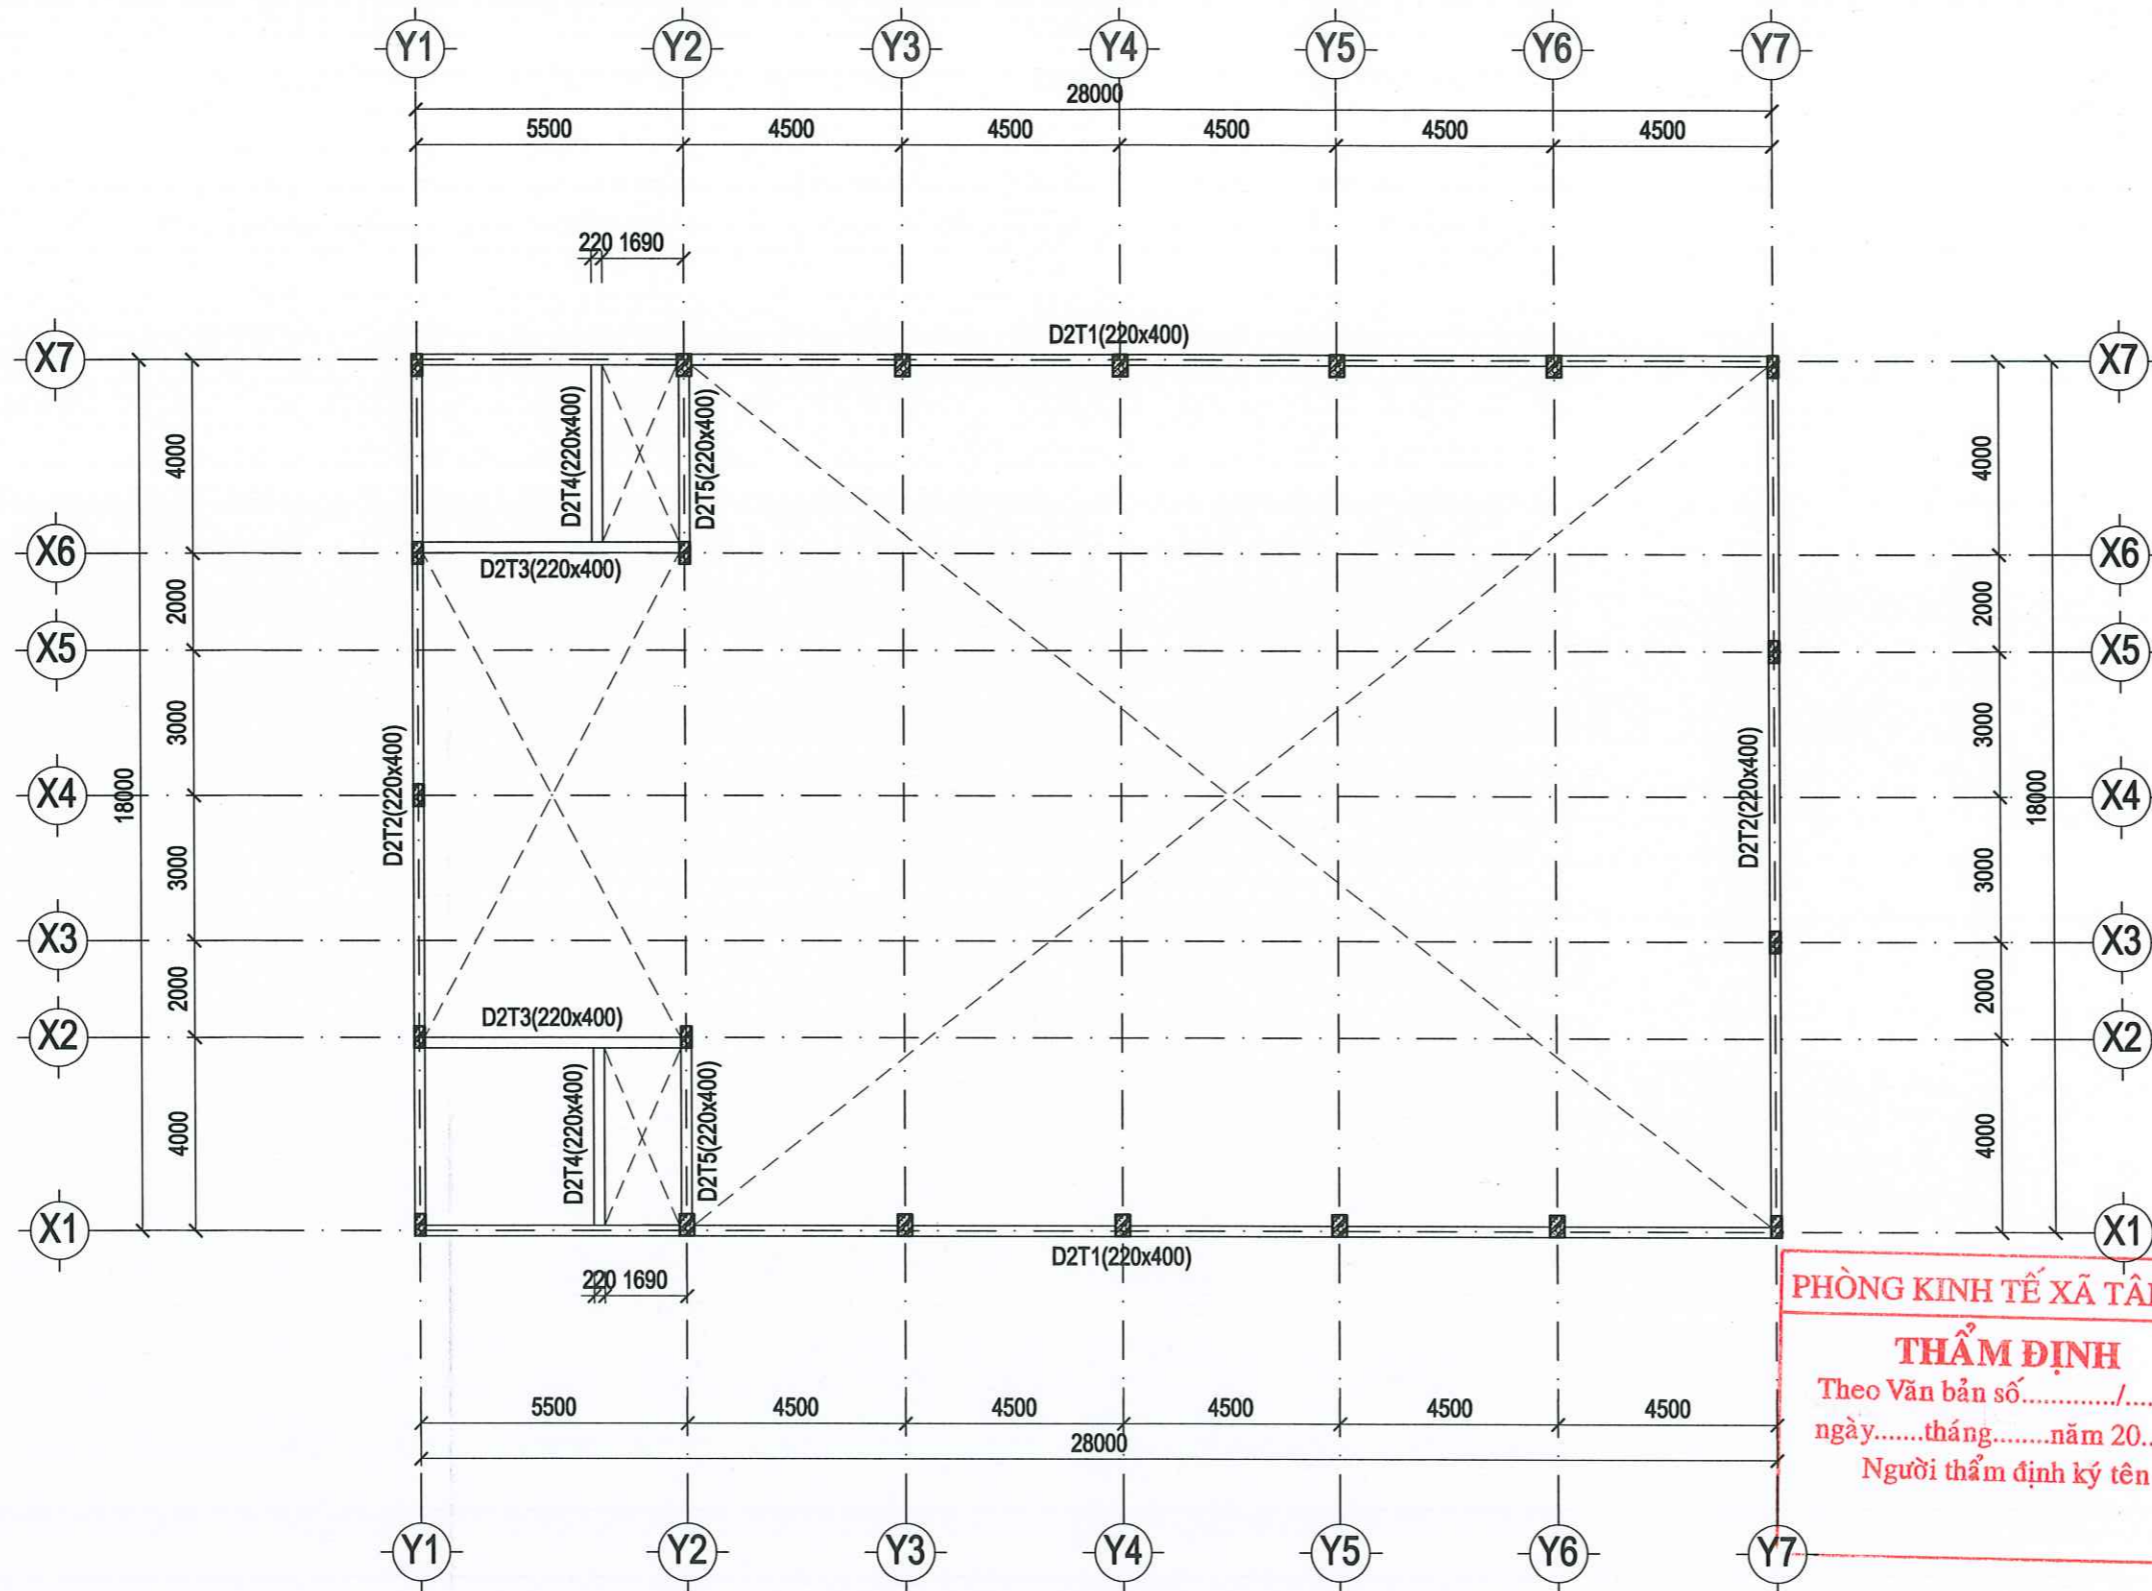 Y1 Y2 Y3 Y4 Y5 Y6 Y7
28000
5500 4500 4500 4500 4500 4500
220 1690
D2T1(220x400)
X7 X7
D2T4(220x400)
D2T5(220x400)
4000 4000
X6 X6
D2T3(220x400)
2000 2000
X5 X5
3000 3000
D2T2(220x400)
D2T2(220x400)
X4 X4
18000 18000
3000 3000
X3 X3
2000 2000
D2T3(220x400)
X2 X2
D2T4(220x400)
D2T5(220x400)
4000 4000
X1 X1
D2T1(220x400)
220 1690
PHÒNG KINH TẾ XÃ
THẨM ĐỊNH
Theo Văn bản số............/....
ngày.......tháng........năm 20...
Người thẩm định ký tên
5500 4500 4500 4500 4500 4500
28000
Y1 Y2 Y3 Y4 Y5 Y6 Y7